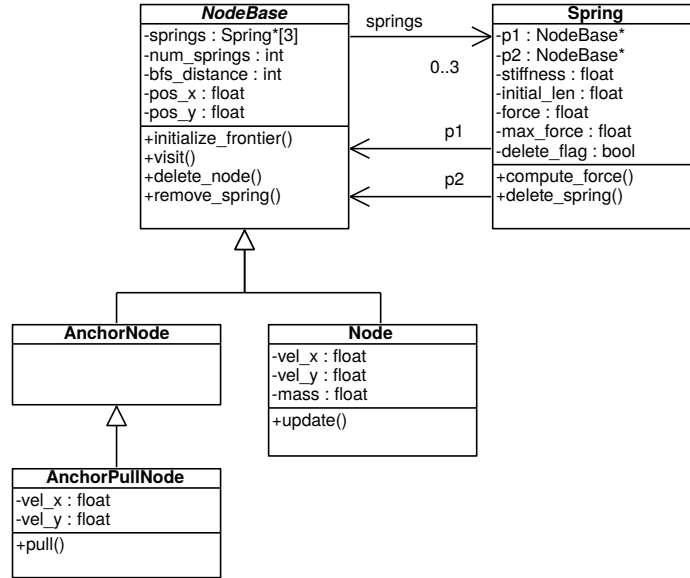 NodeBase
-springs : Spring*[3]
-num_springs : int
-bfs_distance : int
-pos_x : float
-pos_y : float
+initialize_frontier()
+visit()
+delete_node()
+remove_spring()
springs
0..3
p1
p2
Spring
-p1 : NodeBase*
-p2 : NodeBase*
-stiffness : float
-initial_len : float
-force : float
-max_force : float
-delete_flag : bool
+compute_force()
+delete_spring()
AnchorNode
Node
-vel_x : float
-vel_y : float
-mass : float
+update()
AnchorPullNode
-vel_x : float
-vel_y : float
+pull()